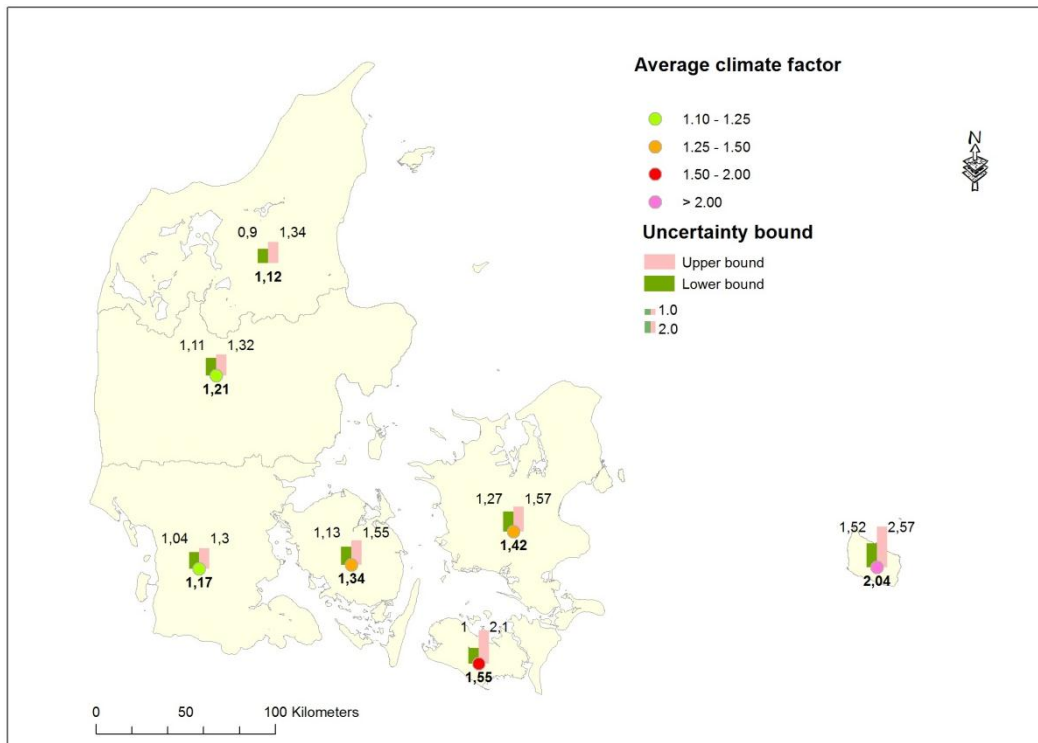 Average climate factor
1.10 - 1.25
1.25 - 1.50
1.50 - 2.00
> 2.00
N
Uncertainty bound
Upper bound
Lower bound
1.0
2.0
0,9 1,34
1,12
1,11 1,32
1,21
1,27 1,57
1,42
1,04 1,3
1,17
1,13 1,55
1,34
1,52 2,57
2,04
1 2,1
1,55
0 50 100 Kilometers